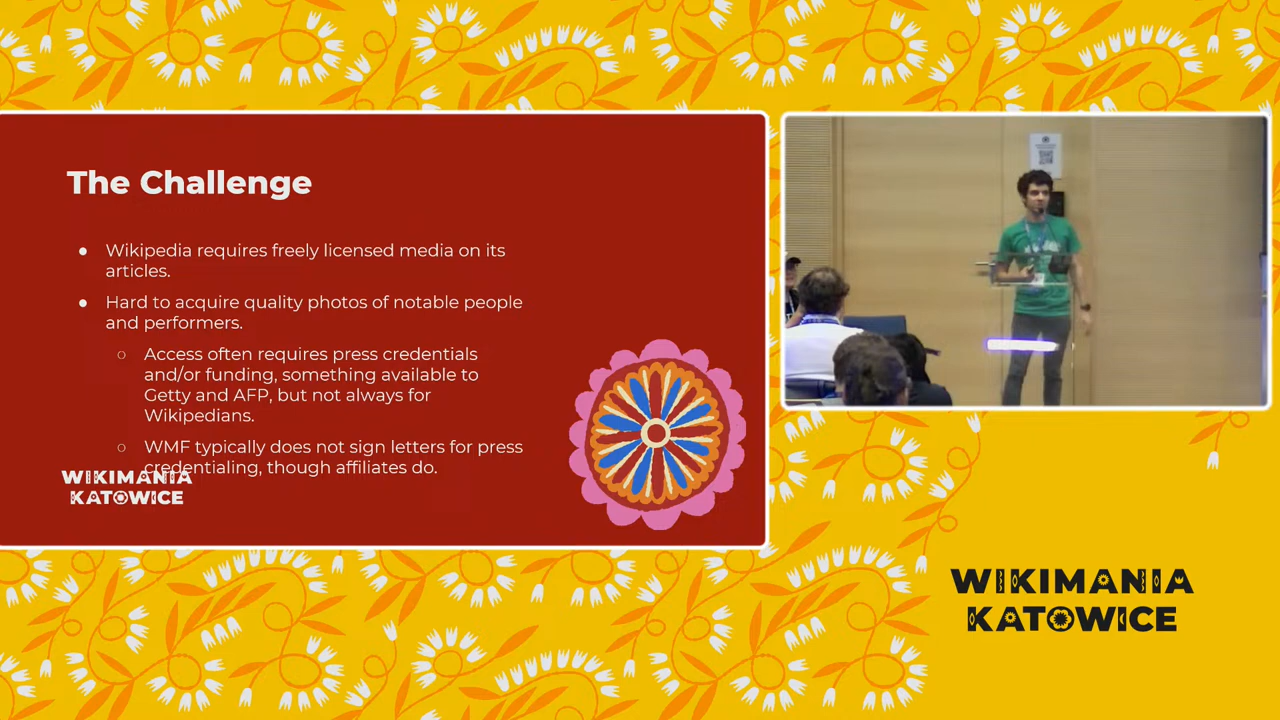 The Challenge
● Wikipedia requires freely licensed media on its
articles.
● Hard to acquire quality photos of notable people
and performers.
○ Access often requires press credentials
and/or funding, something available to
Getty and AFP, but not always for
Wikipedians.
○ WMF typically does not sign letters for press
credentialing, though affiliates do.
WIKIMANIA
KATOWICE
WIKIMANIA
KATOWICE